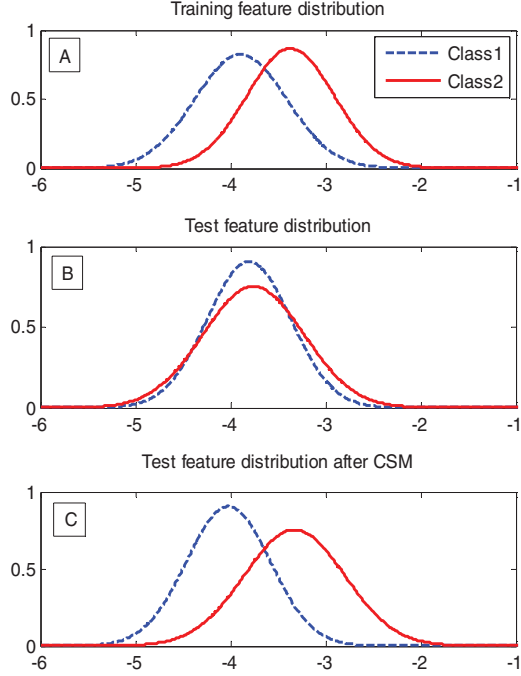 Training feature distribution
A
Class1
Class2
1
0.5
0
-6 -5 -4 -3 -2 -1
Test feature distribution
B
1
0.5
0
-6 -5 -4 -3 -2 -1
Test feature distribution after CSM
C
1
0.5
0
-6 -5 -4 -3 -2 -1